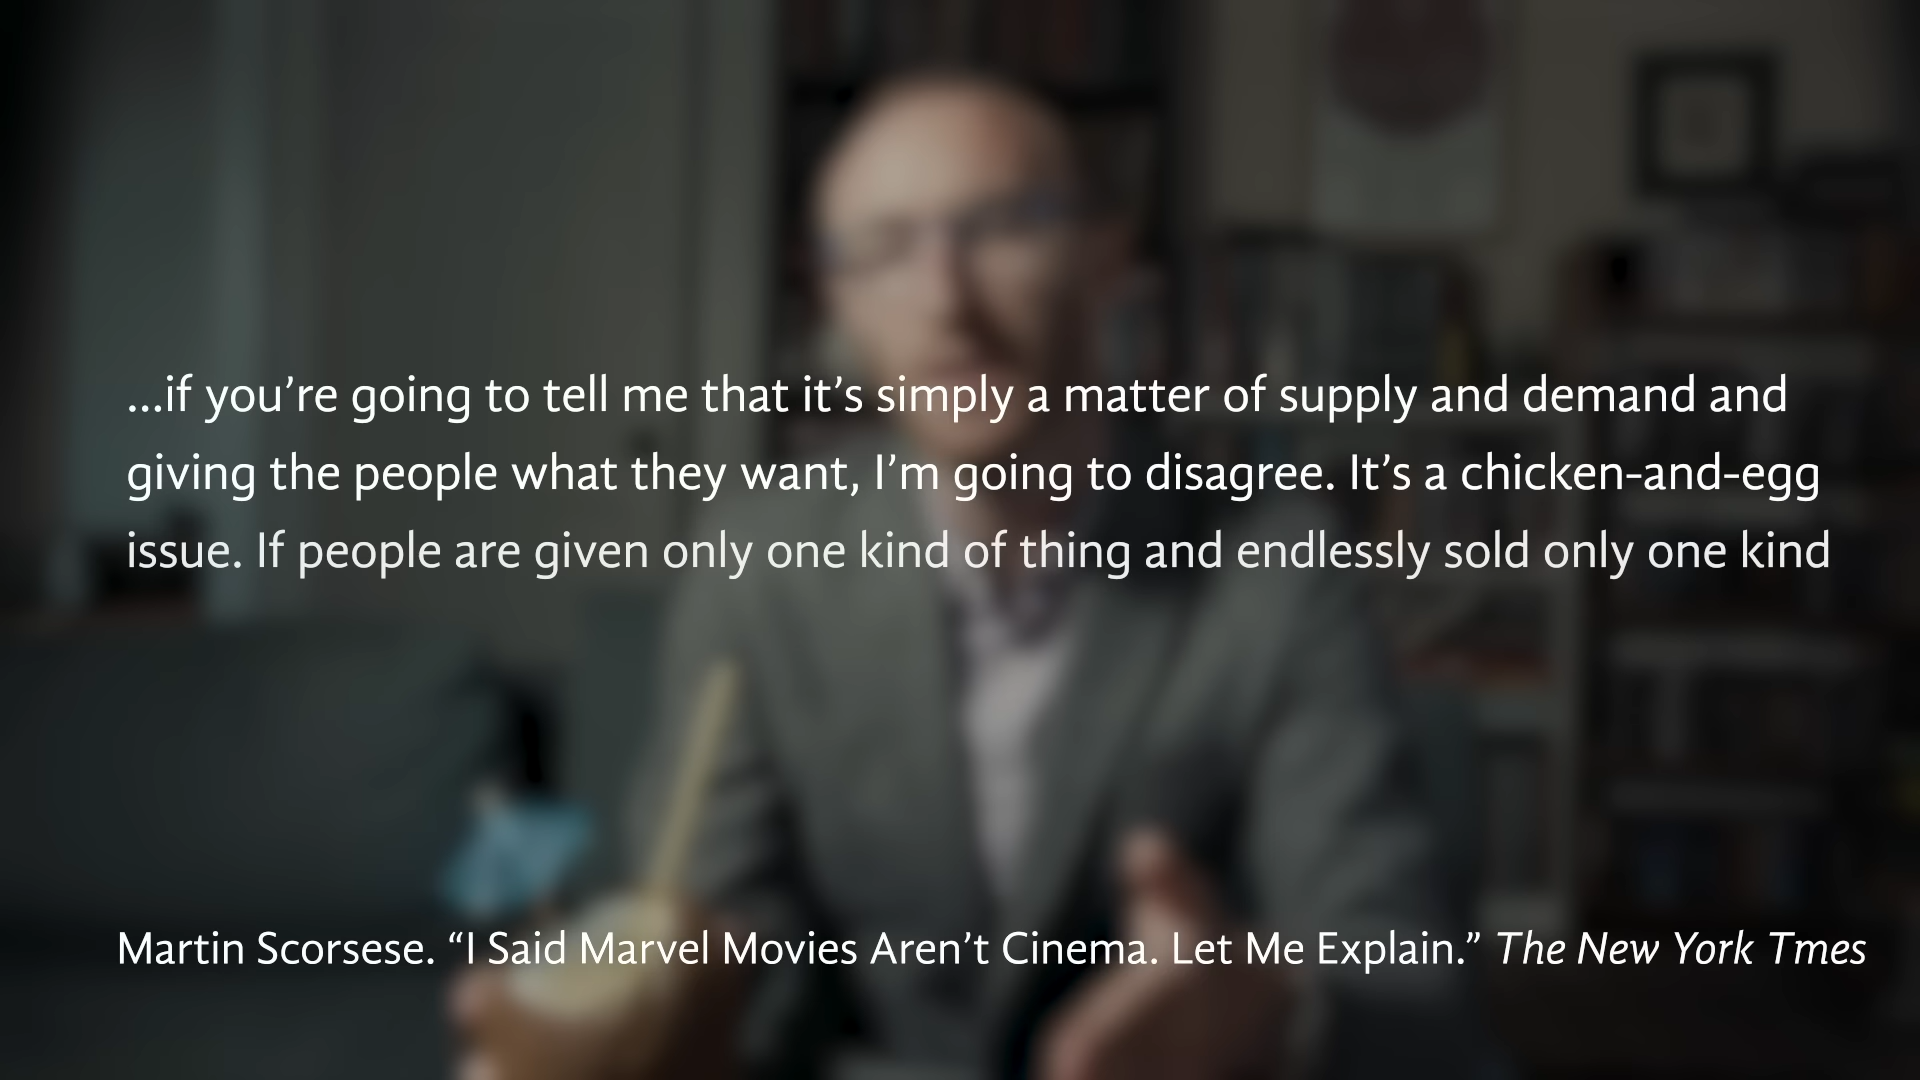 ...if you’re going to tell me that it’s simply a matter of supply and demand and
giving the people what they want, I’m going to disagree. It’s a chicken-and-egg
issue. If people are given only one kind of thing and endlessly sold only one kind
Martin Scorsese. “I Said Marvel Movies Aren’t Cinema. Let Me Explain.” The New York Tmes